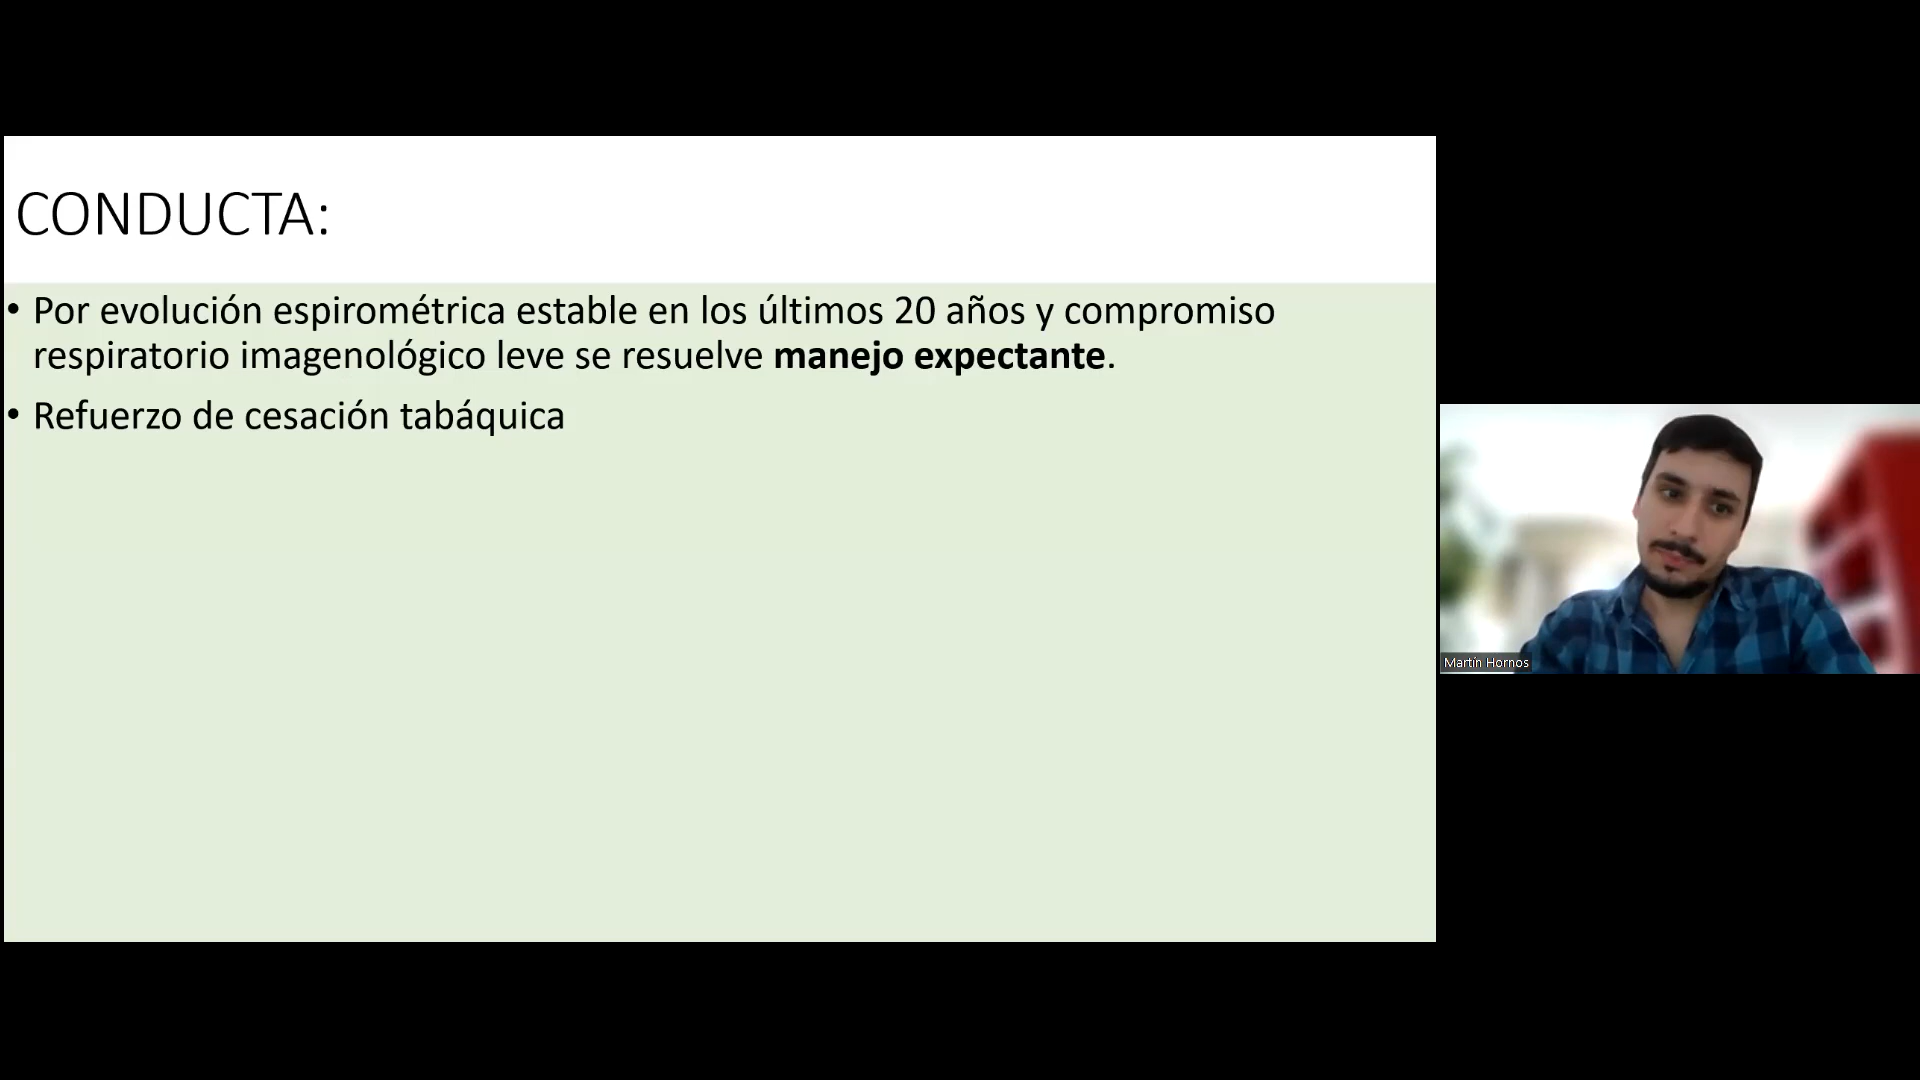 CONDUCTA:
• Por evolución espirométrica estable en los últimos 20 años y compromiso
respiratorio imagenológico leve se resuelve manejo expectante.
• Refuerzo de cesación tabáquica
Martín Hornos